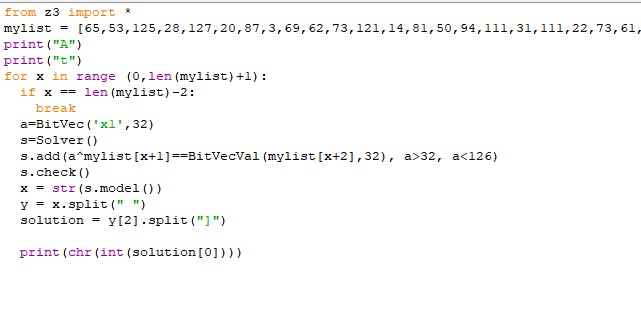 from z3 import *
mylist = [65,53,125,28,127,20,87,3,69,62,73,121,14,81,50,94,111,31,111,22,73,61,
print("A")
print("t")
for x in range (0,len(mylist)+1):
  if x == len(mylist)-2:
    break
  a=BitVec('x1',32)
  s=Solver()
  s.add(a^mylist[x+1]==BitVecVal(mylist[x+2],32), a>32, a<126)
  s.check()
  x = str(s.model())
  y = x.split(" ")
  solution = y[2].split("]")
  print(chr(int(solution[0])))